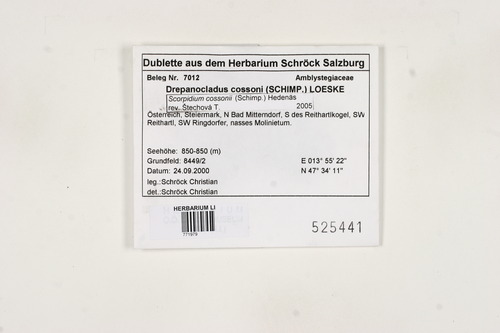 Dublette aus dem Herbarium Schröck Salzburg
Beleg Nr. 7012 Amblystegiaceae
Drepanocladus cossoni (SCHIMP.) LOESKE
Scorpidium cossonii (Schimp.) Hedenäs
rev. Štechová T. 2005
Österreich, Steiermark, N Bad Mitterndorf, S des Reithartlkogel, SW
Reithartl, SW Ringdorfer, nasses Molinietum.
Seehöhe: 850-850 (m)
Grundfeld: 8449/2 E 013° 55' 22"
Datum: 24.09.2000 N 47° 34' 11"
leg.:Schröck Christian
det.:Schröck Christian
HERBARIUM LI
771979
525441